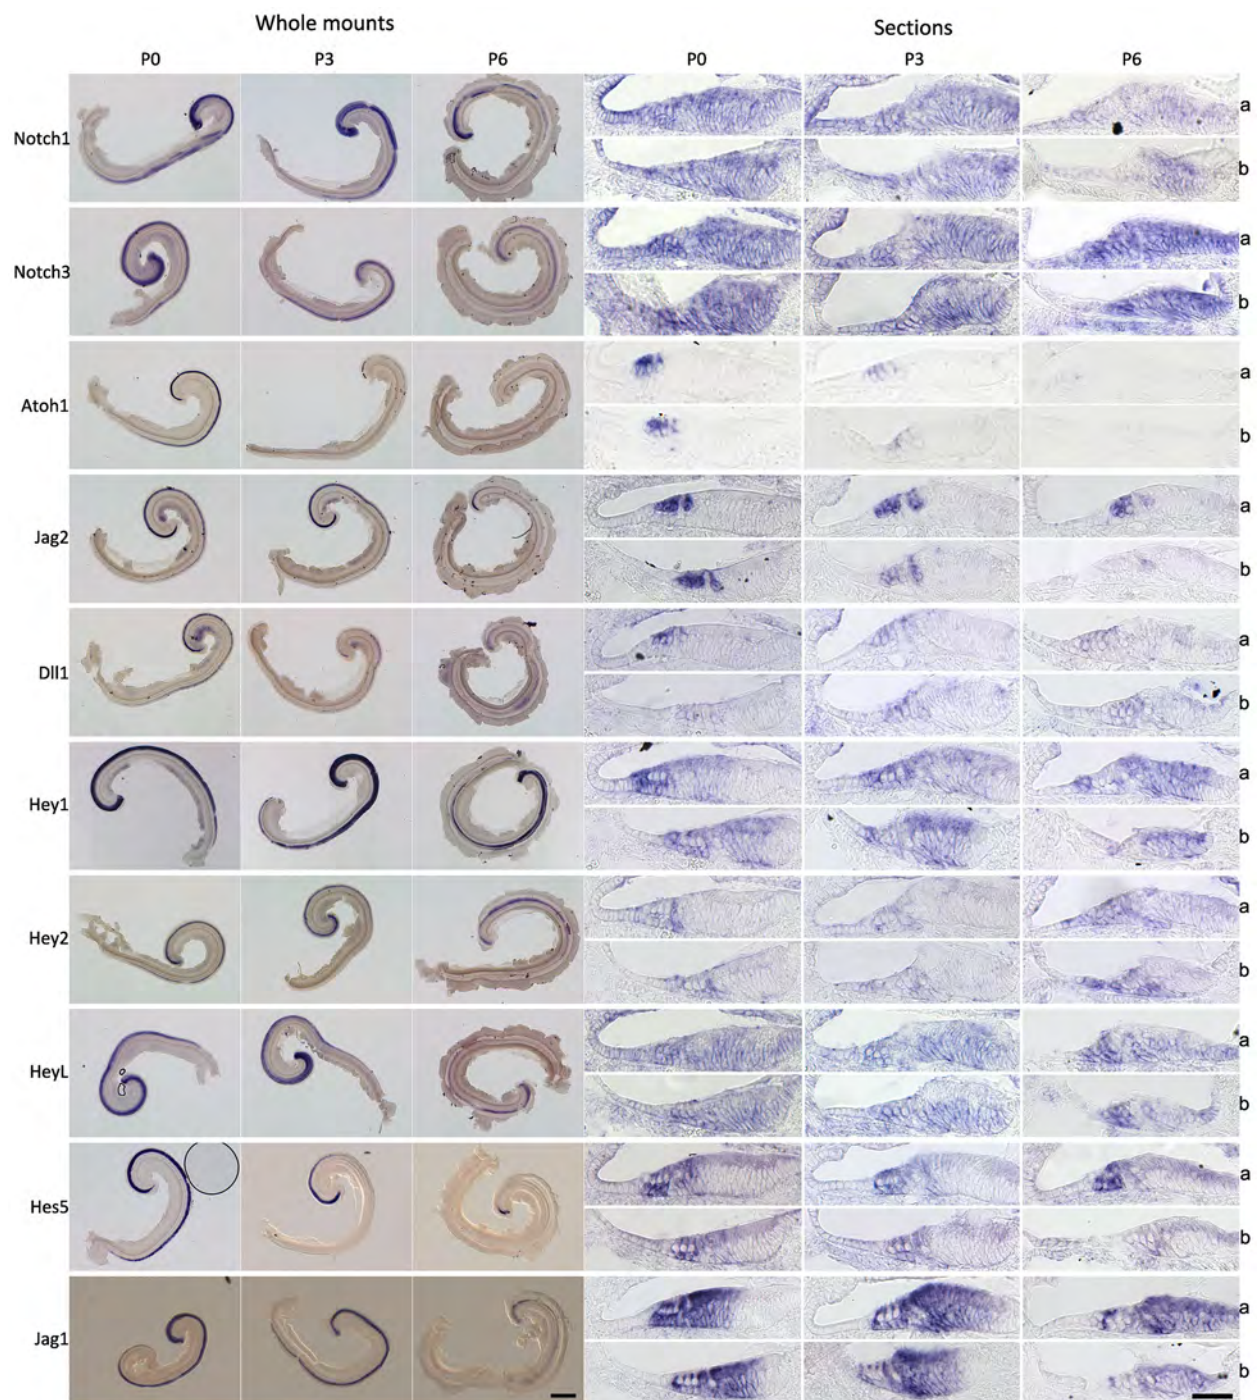 Whole mounts Sections
P0 P3 P6 P0 P3 P6
Notch1 a
b
Notch3 a
b
Atoh1 a
b
Jag2 a
b
Dll1 a
b
Hey1 a
b
Hey2 a
b
HeyL a
b
Hes5 a
b
Jag1 a
b